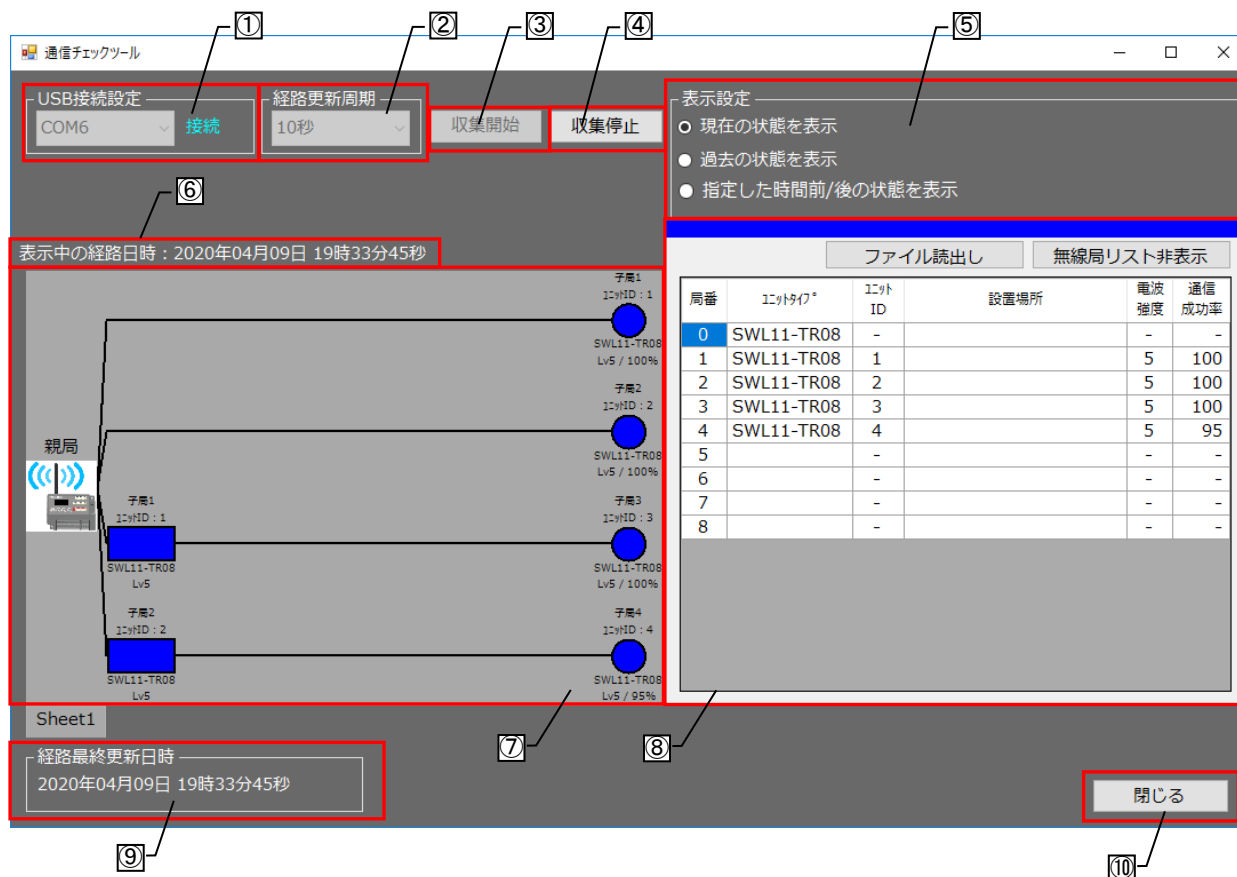 ① ② ③ ④ ⑤
通信チェックツール
USB接続設定
COM6 接続
経路更新周期
10秒
収集開始
収集停止
表示設定
現在の状態を表示
過去の状態を表示
指定した時間前/後の状態を表示
⑥
表示中の経路日時：2020年04月09日 19時33分45秒
親局
子局1
ﾕﾆｯﾄID：1
SWL11-TR08
Lv5 / 100%
子局2
ﾕﾆｯﾄID：2
SWL11-TR08
Lv5 / 100%
子局1
ﾕﾆｯﾄID：1
SWL11-TR08
Lv5
子局3
ﾕﾆｯﾄID：3
SWL11-TR08
Lv5 / 100%
子局2
ﾕﾆｯﾄID：2
SWL11-TR08
Lv5
子局4
ﾕﾆｯﾄID：4
SWL11-TR08
Lv5 / 95%
ファイル読出し 無線局リスト非表示
局番 ﾕﾆｯﾄﾀｲﾌﾟ ﾕﾆｯﾄ ID 設置場所 電波強度 通信成功率
0 SWL11-TR08 - - -
1 SWL11-TR08 1 5 100
2 SWL11-TR08 2 5 100
3 SWL11-TR08 3 5 100
4 SWL11-TR08 4 5 95
5 - - -
6 - - -
7 - - -
8 - - -
Sheet1
⑦ ⑧
経路最終更新日時
2020年04月09日 19時33分45秒
閉じる
⑨ ⑩